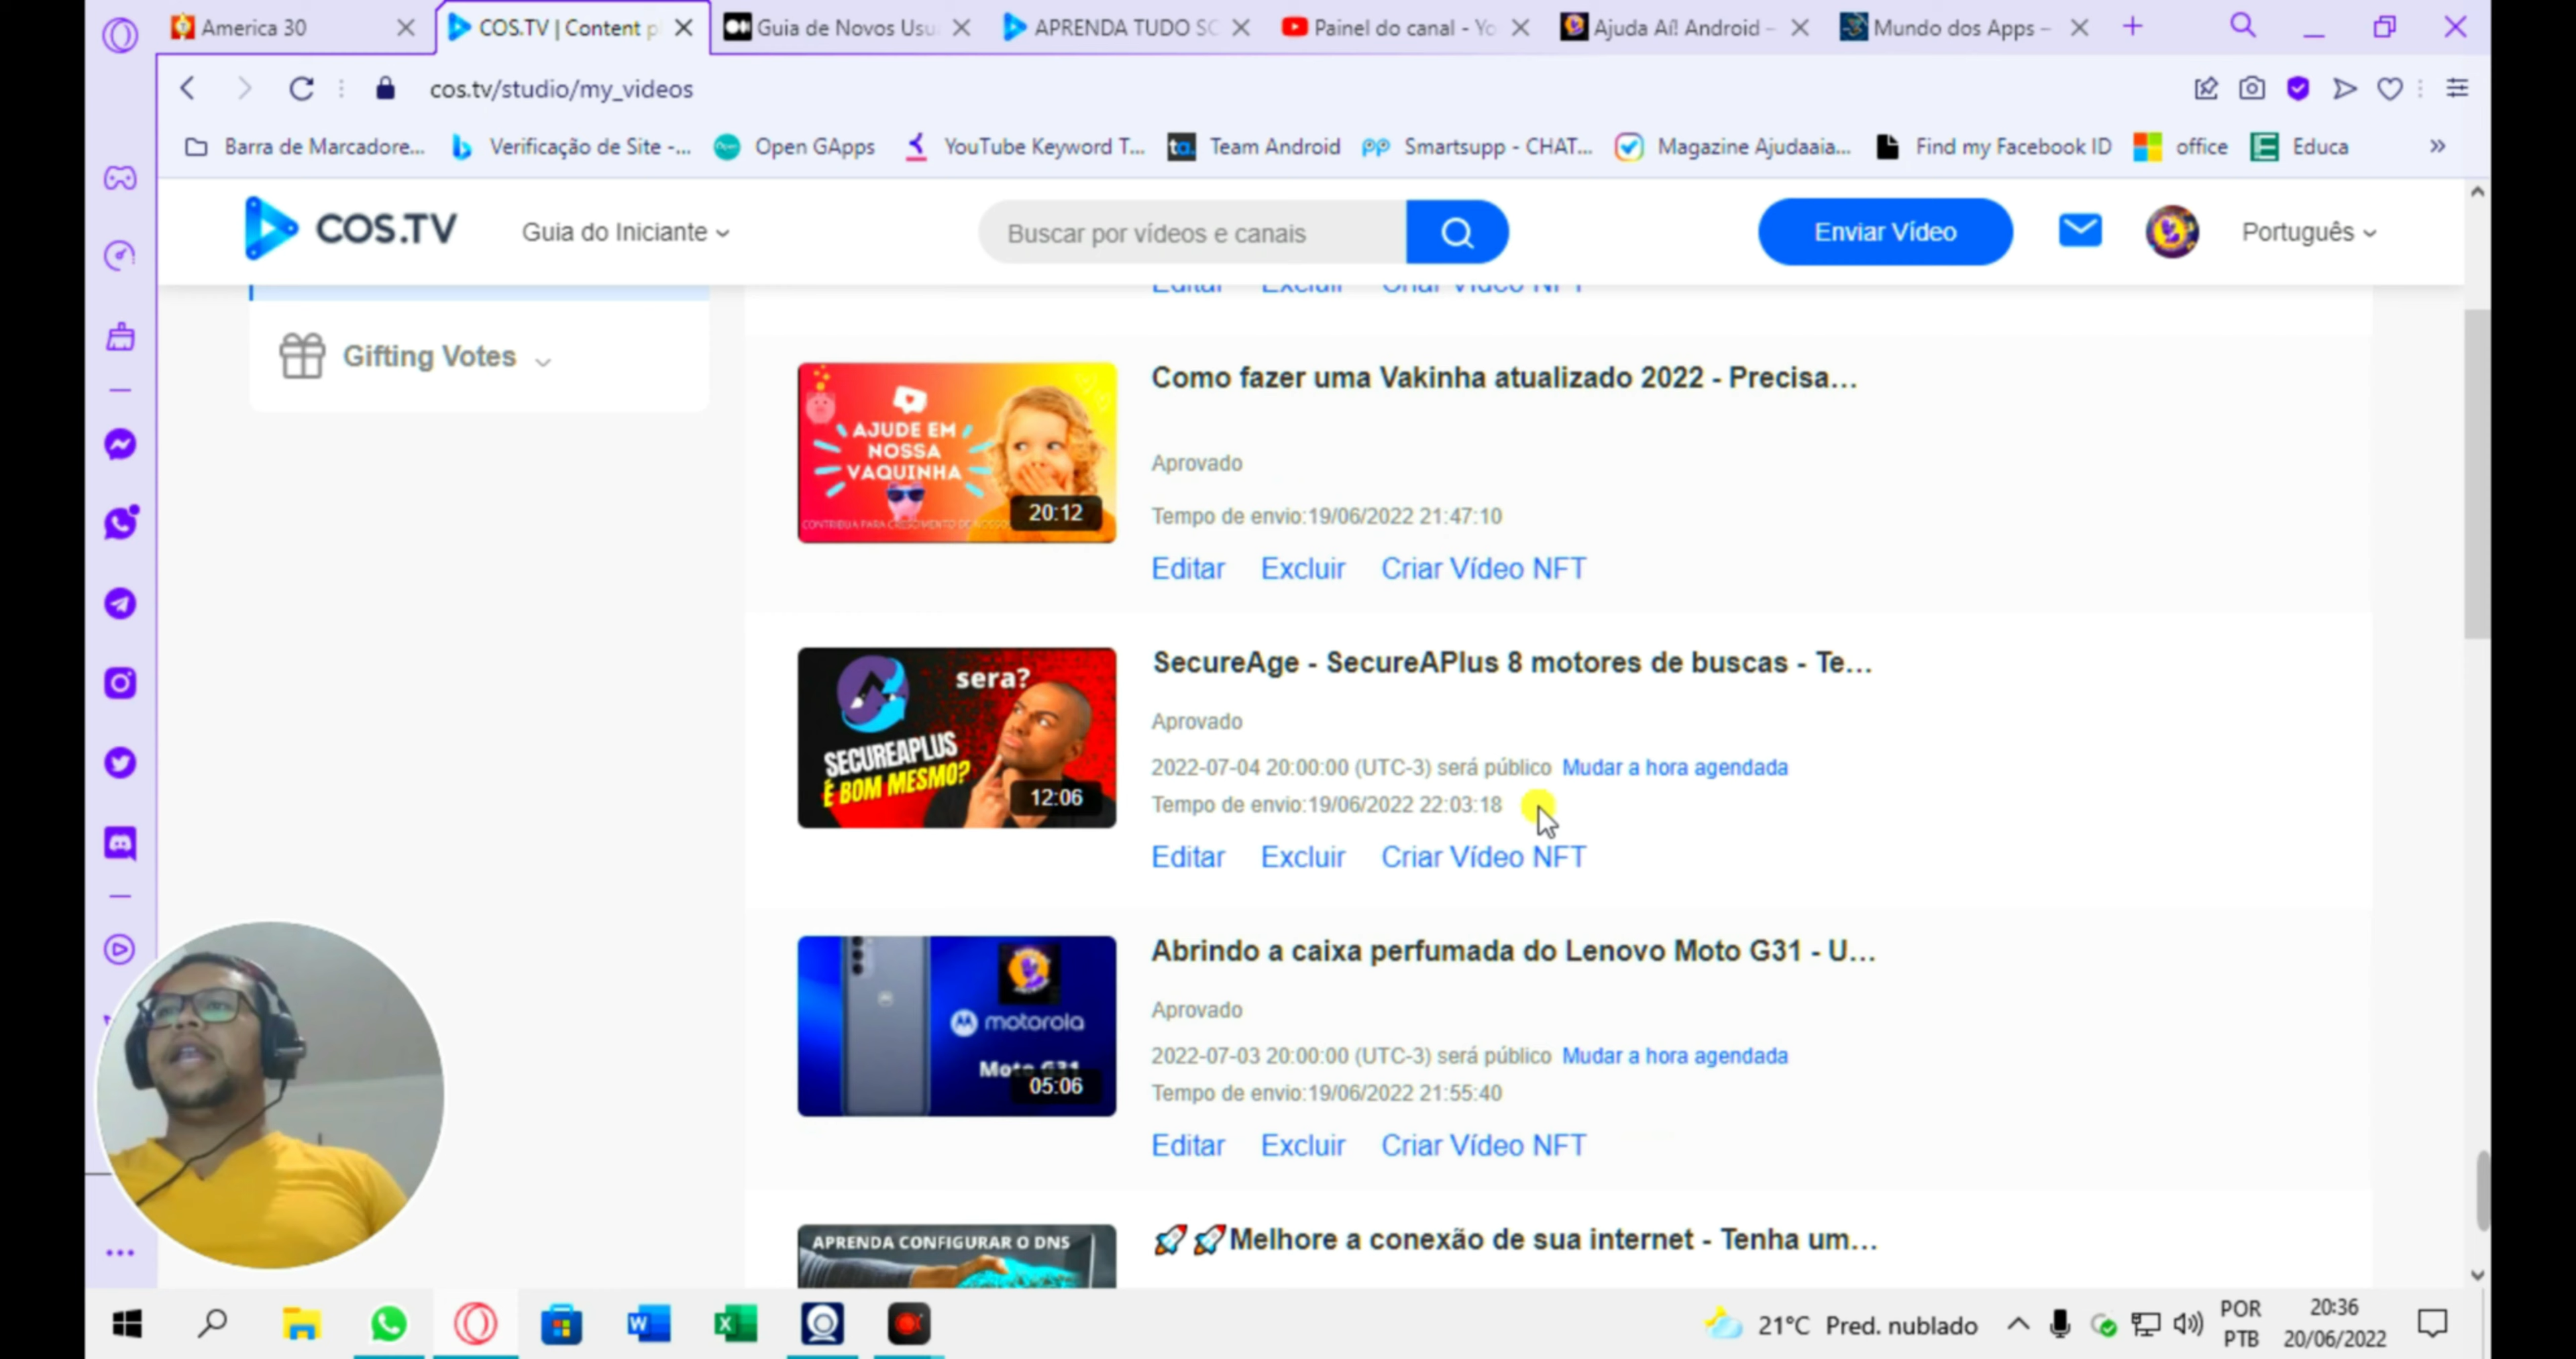 America 30
COS.TV | Content p
Guia de Novos Usu
APRENDA TUDO SO
Painel do canal - Yo
Ajuda Aí! Android -
Mundo dos Apps -
cos.tv/studio/my_videos
Barra de Marcadore...
Verificação de Site -...
Open GApps
YouTube Keyword T...
ta.
Team Android
Smartsupp - CHAT...
Magazine Ajudaaia...
Find my Facebook ID
office
Educa
COS.TV
Guia do Iniciante
Buscar por vídeos e canais
Enviar Vídeo
Português
Editar Excluir Criar Vídeo NFT
Gifting Votes
AJUDE EM
NOSSA
VAQUINHA
20:12
Como fazer uma Vakinha atualizado 2022 - Precisa...
Aprovado
Tempo de envio:19/06/2022 21:47:10
Editar Excluir Criar Vídeo NFT
sera?
SECUREAPLUS
É BOM MESMO?
12:06
SecureAge - SecureAPlus 8 motores de buscas - Te...
Aprovado
2022-07-04 20:00:00 (UTC-3) será público Mudar a hora agendada
Tempo de envio:19/06/2022 22:03:18
Editar Excluir Criar Vídeo NFT
motorola
Moto G31
05:06
Abrindo a caixa perfumada do Lenovo Moto G31 - U...
Aprovado
2022-07-03 20:00:00 (UTC-3) será público Mudar a hora agendada
Tempo de envio:19/06/2022 21:55:40
Editar Excluir Criar Vídeo NFT
APRENDA CONFIGURAR O DNS
🚀🚀Melhore a conexão de sua internet - Tenha um...
21°C Pred. nublado
POR
PTB
20:36
20/06/2022